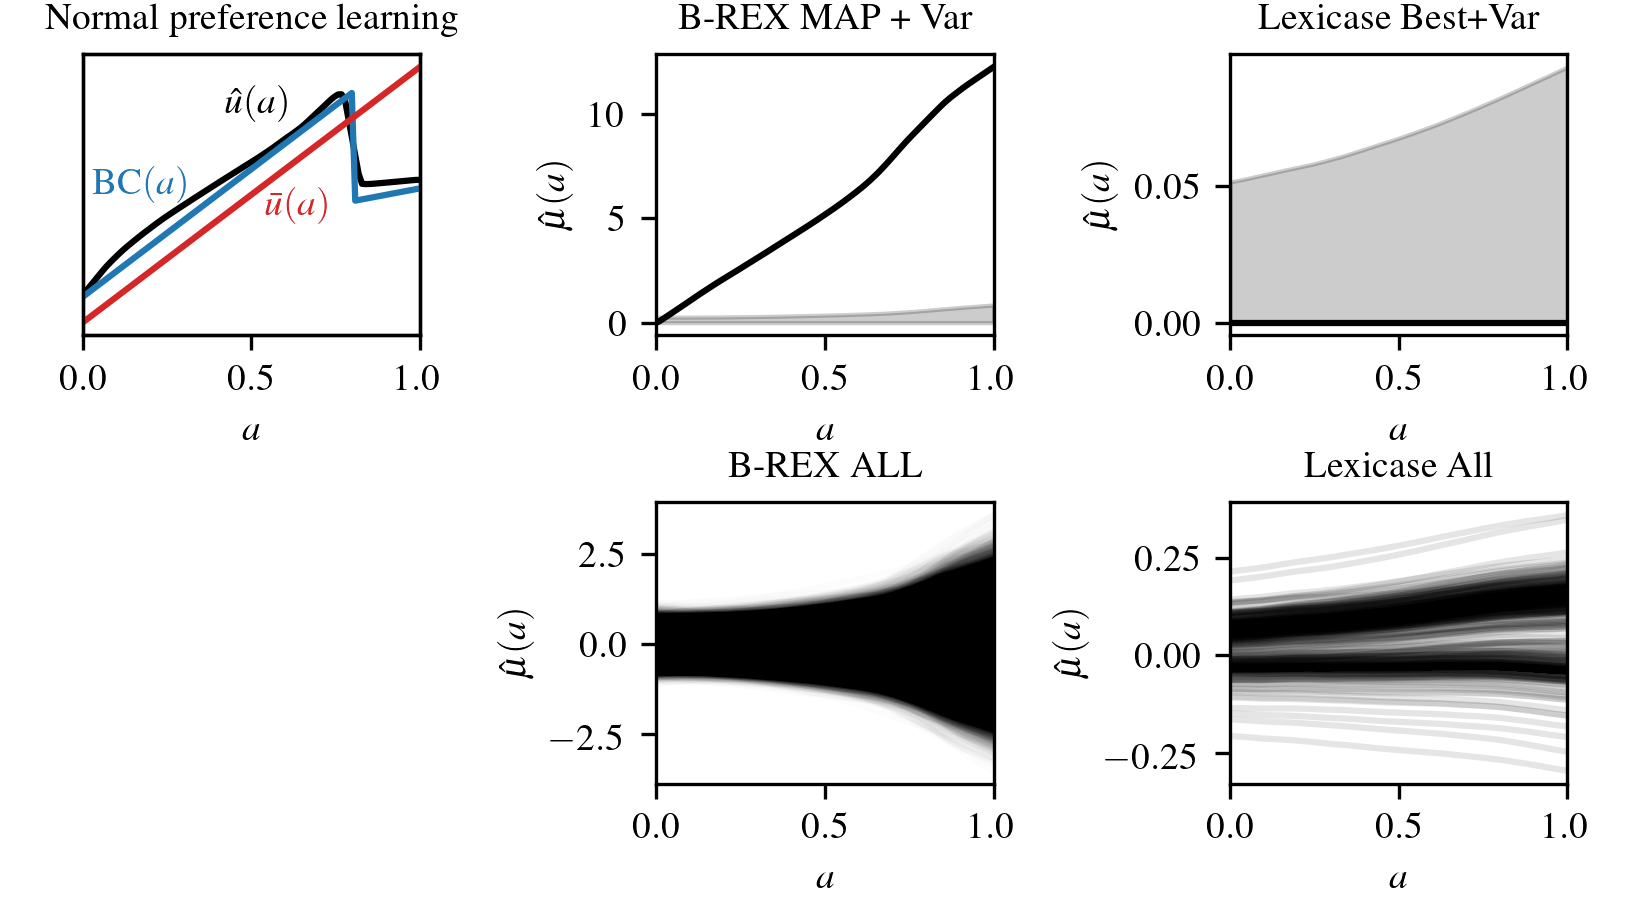 Normal preference learning
û(a)
BC(a)
ū(a)
0.0 0.5 1.0
a
B-REX MAP + Var
10
5
0
μ̂(a)
0.0 0.5 1.0
a
Lexicase Best+Var
0.05
0.00
μ̂(a)
0.0 0.5 1.0
a
B-REX ALL
2.5
0.0
−2.5
μ̂(a)
0.0 0.5 1.0
a
Lexicase All
0.25
0.00
−0.25
μ̂(a)
0.0 0.5 1.0
a